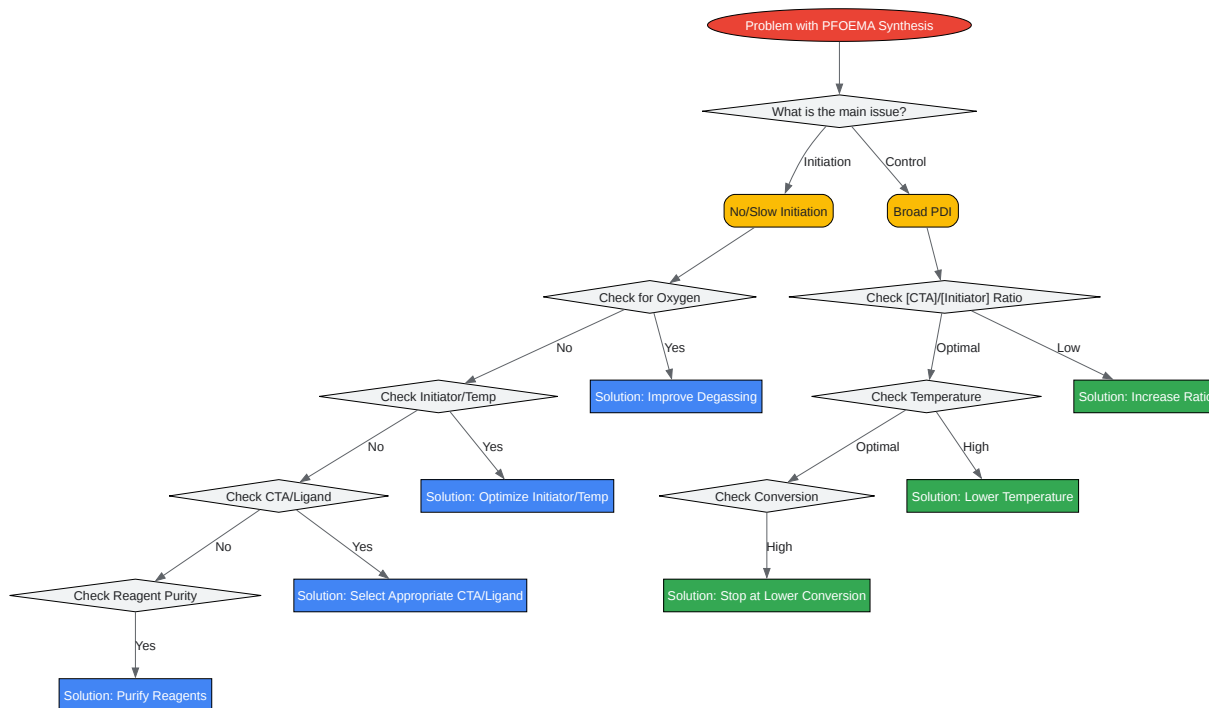 Problem with PFOEMA Synthesis
What is the main issue?
Initiation
Control
No/Slow Initiation
Broad PDI
Check for Oxygen
Check [CTA]/[Initiator] Ratio
No
Yes
Optimal
Low
Check Initiator/Temp
Solution: Improve Degassing
Check Temperature
Solution: Increase Ratio
No
Yes
Optimal
High
Check CTA/Ligand
Solution: Optimize Initiator/Temp
Check Conversion
Solution: Lower Temperature
No
Yes
High
Check Reagent Purity
Solution: Select Appropriate CTA/Ligand
Solution: Stop at Lower Conversion
Yes
Solution: Purify Reagents